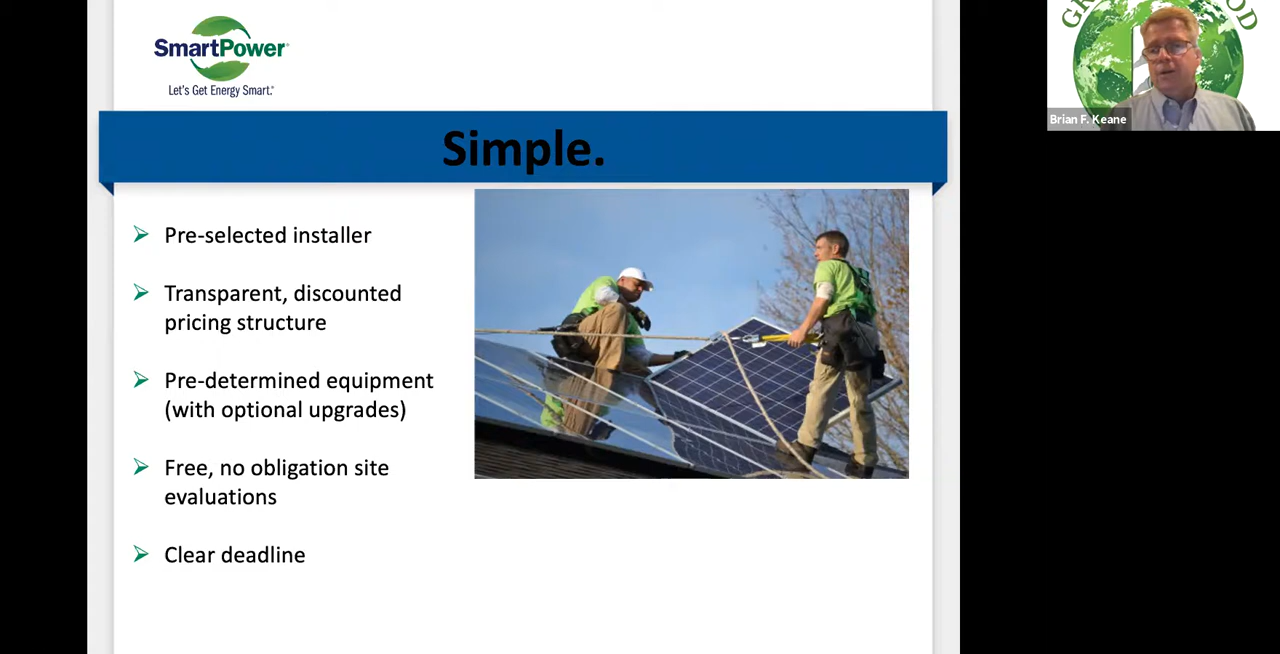 SmartPower®
Let's Get Energy Smart.®
Simple.
Pre-selected installer
Transparent, discounted
pricing structure
Pre-determined equipment
(with optional upgrades)
Free, no obligation site
evaluations
Clear deadline
Brian F. Keane